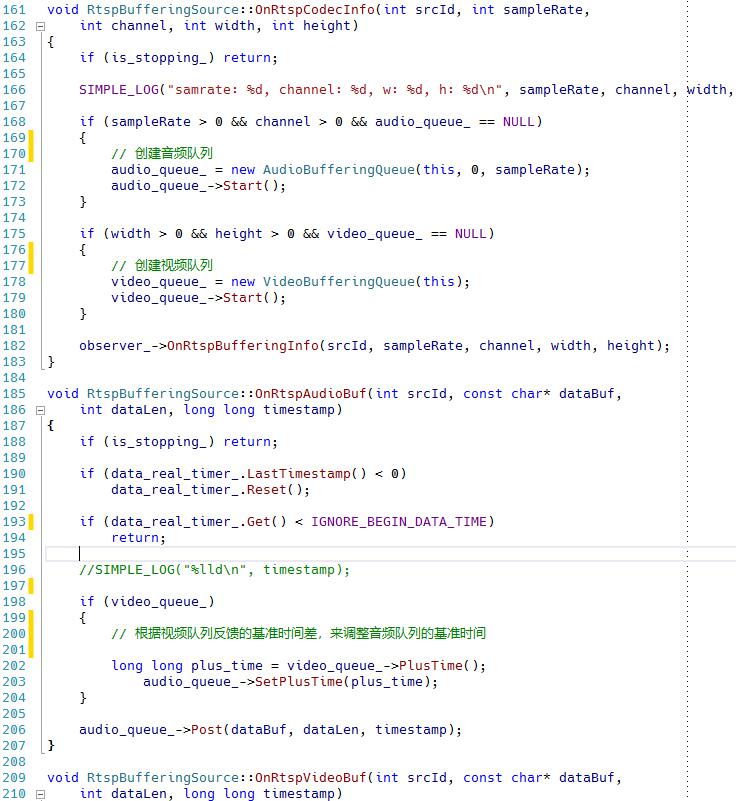 161 void RtspBufferingSource::OnRtspCodecInfo(int srcId, int sampleRate,
162     int channel, int width, int height)
163 {
164     if (is_stopping_) return;
165
166     SIMPLE_LOG("samrate: %d, channel: %d, w: %d, h: %d\n", sampleRate, channel, width,
167
168     if (sampleRate > 0 && channel > 0 && audio_queue_ == NULL)
169     {
170         // 创建音频队列
171         audio_queue_ = new AudioBufferingQueue(this, 0, sampleRate);
172         audio_queue_->Start();
173     }
174
175     if (width > 0 && height > 0 && video_queue_ == NULL)
176     {
177         // 创建视频队列
178         video_queue_ = new VideoBufferingQueue(this);
179         video_queue_->Start();
180     }
181
182     observer_->OnRtspBufferingInfo(srcId, sampleRate, channel, width, height);
183 }
184
185 void RtspBufferingSource::OnRtspAudioBuf(int srcId, const char* dataBuf,
186     int dataLen, long long timestamp)
187 {
188     if (is_stopping_) return;
189
190     if (data_real_timer_.LastTimestamp() < 0)
191         data_real_timer_.Reset();
192
193     if (data_real_timer_.Get() < IGNORE_BEGIN_DATA_TIME)
194         return;
195
196     //SIMPLE_LOG("%lld\n", timestamp);
197
198     if (video_queue_)
199     {
200         // 根据视频队列反馈的基准时间差，来调整音频队列的基准时间
201
202         long long plus_time = video_queue_->PlusTime();
203             audio_queue_->SetPlusTime(plus_time);
204     }
205
206     audio_queue_->Post(dataBuf, dataLen, timestamp);
207 }
208
209 void RtspBufferingSource::OnRtspVideoBuf(int srcId, const char* dataBuf,
210     int dataLen, long long timestamp)